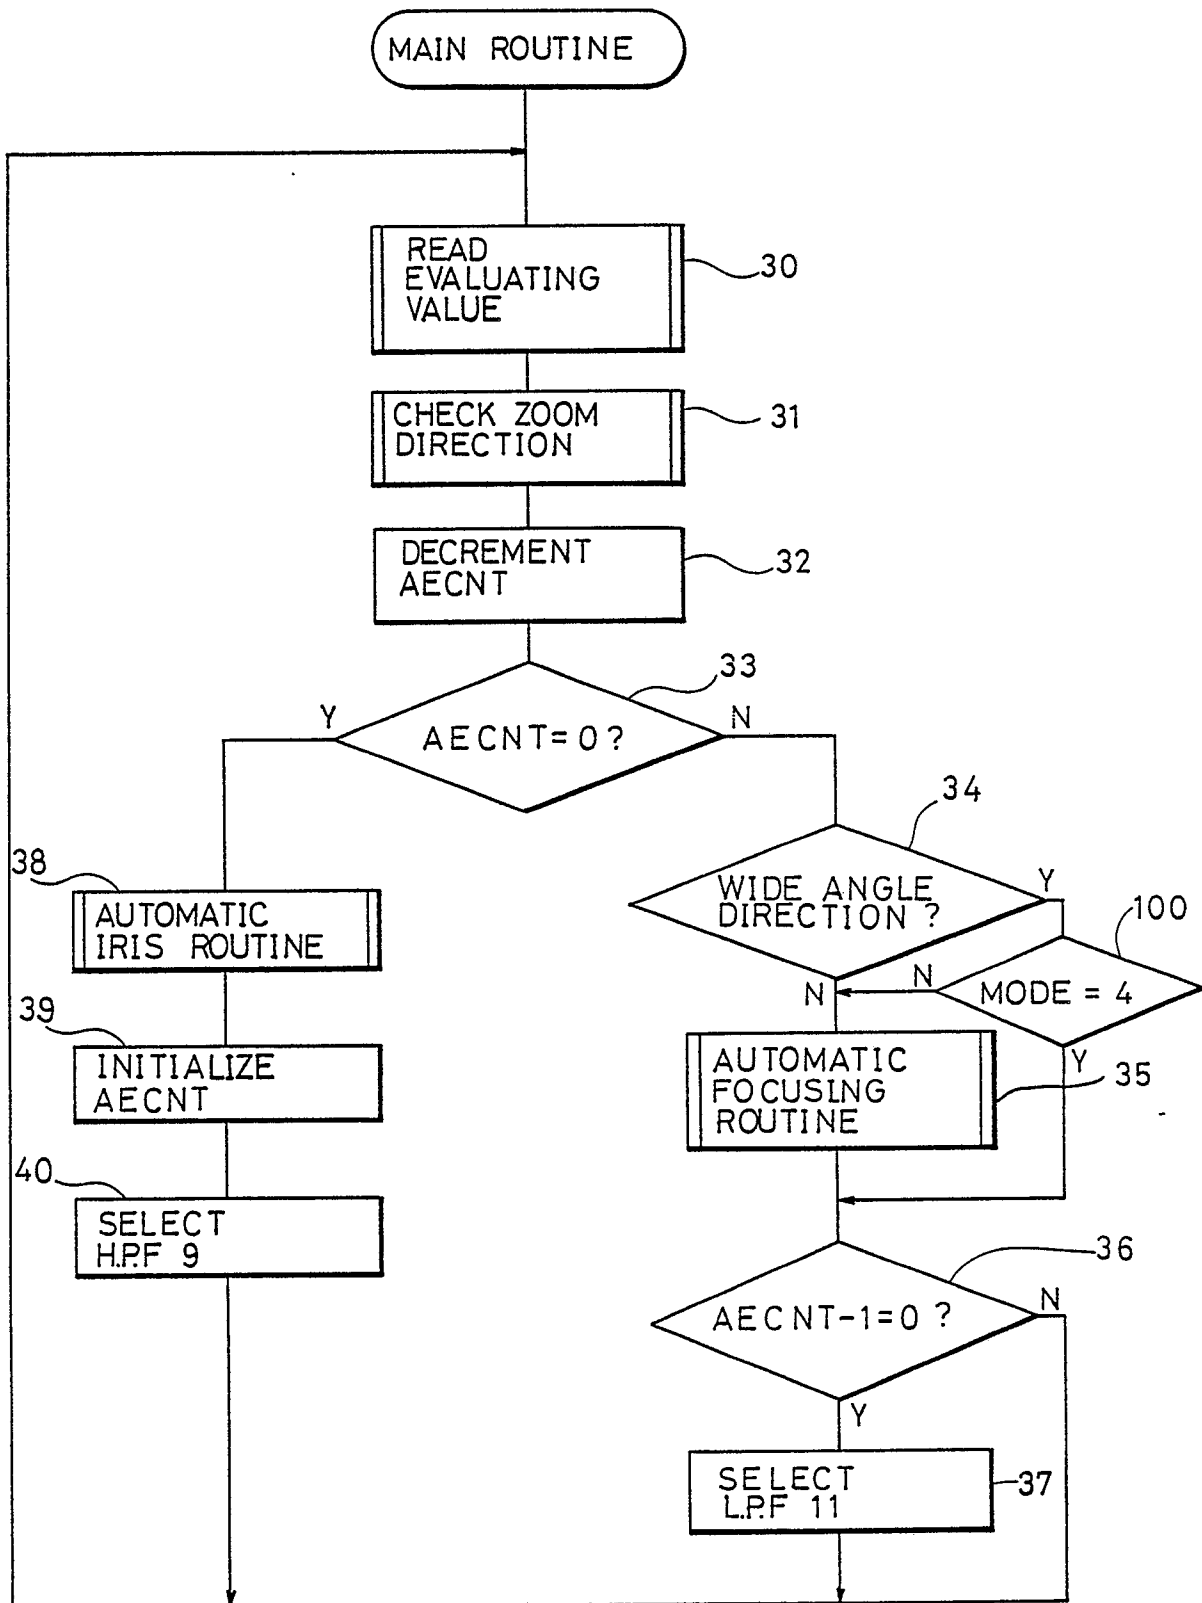 MAIN ROUTINE
READ
EVALUATING
VALUE
30
CHECK ZOOM
DIRECTION
31
DECREMENT
AECNT
32
33
Y
AECNT=0?
N
34
WIDE ANGLE
DIRECTION ?
Y
100
N
N
MODE = 4
Y
38
AUTOMATIC
IRIS ROUTINE
39
INITIALIZE
AECNT
AUTOMATIC
FOCUSING
ROUTINE
35
40
SELECT
H.P.F 9
36
AECNT-1=0 ?
N
Y
SELECT
L.P.F 11
37